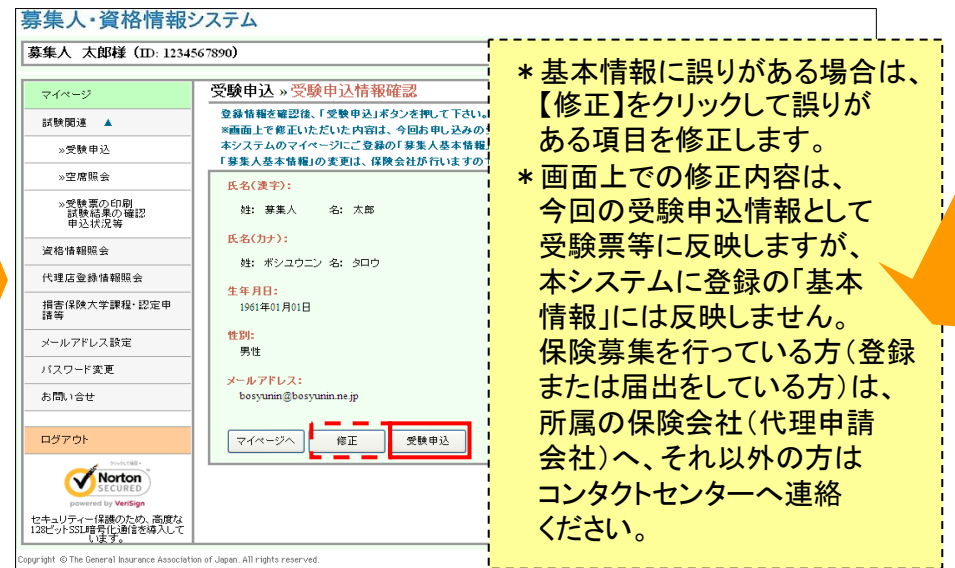 募集人・資格情報システム
募集人 太郎様 (ID: 1234567890)
マイページ
試験関連 ▲
»受験申込
»空席照会
»受験票の印刷
試験結果の確認
申込状況等
資格情報照会
代理店登録情報照会
損害保険大学課程・認定申
請等
メールアドレス設定
パスワード変更
お問い合せ
ログアウト
Norton
SECURED
powered by VeriSign
セキュリティー保護のため、高度な
128ビットSSL暗号化通信を導入して
います。
受験申込 » 受験申込情報確認
登録情報を確認後、「受験申込」ボタンを押して下さい。
※画面上で修正いただいた内容は、今回お申し込みの
本システムのマイページにご登録の「募集人基本情報
「募集人基本情報」の変更は、保険会社が行いますので
氏名(漢字):
姓: 募集人 名: 太郎
氏名(カナ):
姓: ボシユウニン 名: タロウ
生年月日:
1961年01月01日
性別:
男性
メールアドレス:
bosyunin@bosyunin.ne.jp
マイページへ 修正 受験申込
＊基本情報に誤りがある場合は、
【修正】をクリックして誤りが
ある項目を修正します。
＊画面上での修正内容は、
今回の受験申込情報として
受験票等に反映しますが、
本システムに登録の「基本
情報」には反映しません。
保険募集を行っている方（登録
または届出をしている方）は、
所属の保険会社（代理申請
会社）へ、それ以外の方は
コンタクトセンターへ連絡
ください。
Copyright © The General Insurance Association of Japan. All rights reserved.